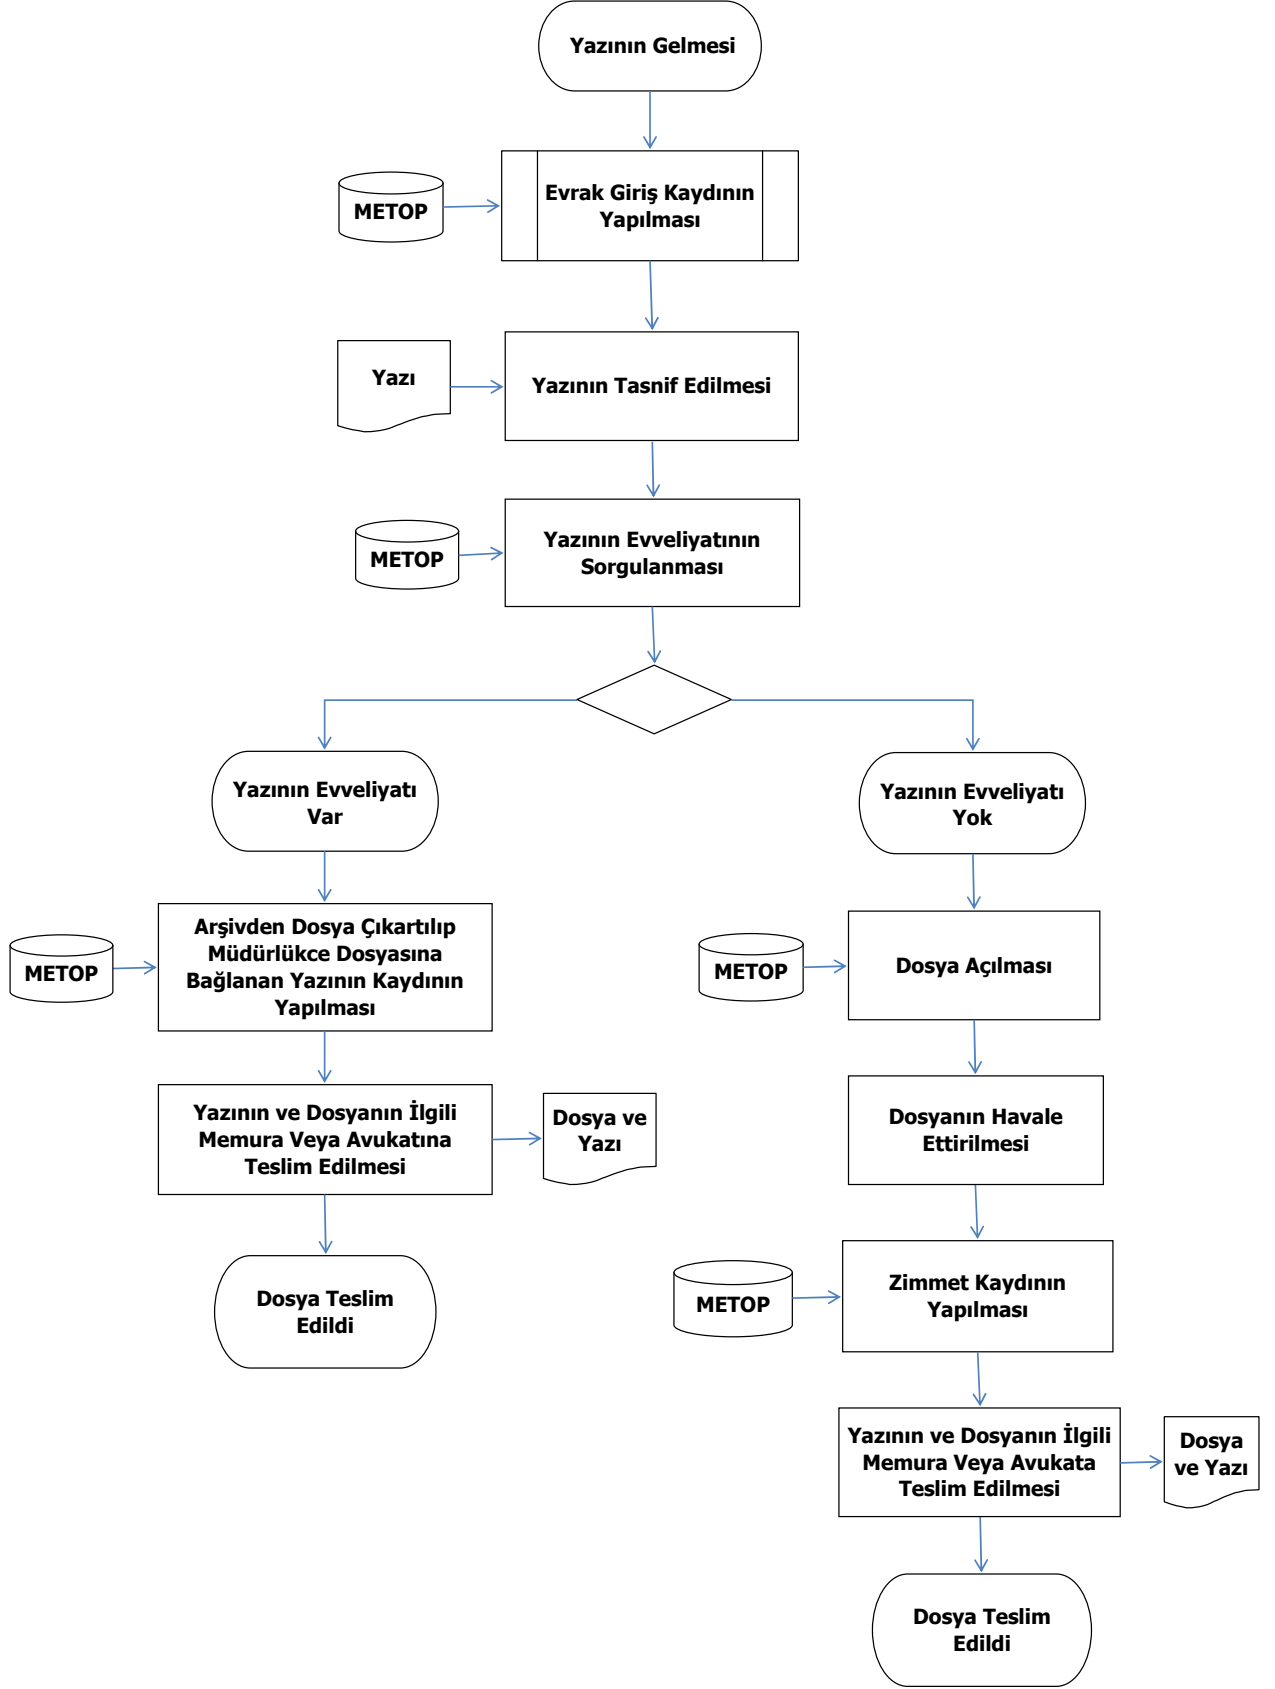 Yazının Gelmesi
METOP
Evrak Giriş Kaydının
Yapılması
Yazı
Yazının Tasnif Edilmesi
METOP
Yazının Evveliyatının
Sorgulanması
Yazının Evveliyatı
Var
METOP
Arşivden Dosya Çıkartılıp
Müdürlükce Dosyasına
Bağlanan Yazının Kaydının
Yapılması
Yazının ve Dosyanın İlgili
Memura Veya Avukatına
Teslim Edilmesi
Dosya ve
Yazı
Dosya Teslim
Edildi
Yazının Evveliyatı
Yok
METOP
Dosya Açılması
Dosyanın Havale
Ettirilmesi
METOP
Zimmet Kaydının
Yapılması
Yazının ve Dosyanın İlgili
Memura Veya Avukata
Teslim Edilmesi
Dosya
ve Yazı
Dosya Teslim
Edildi